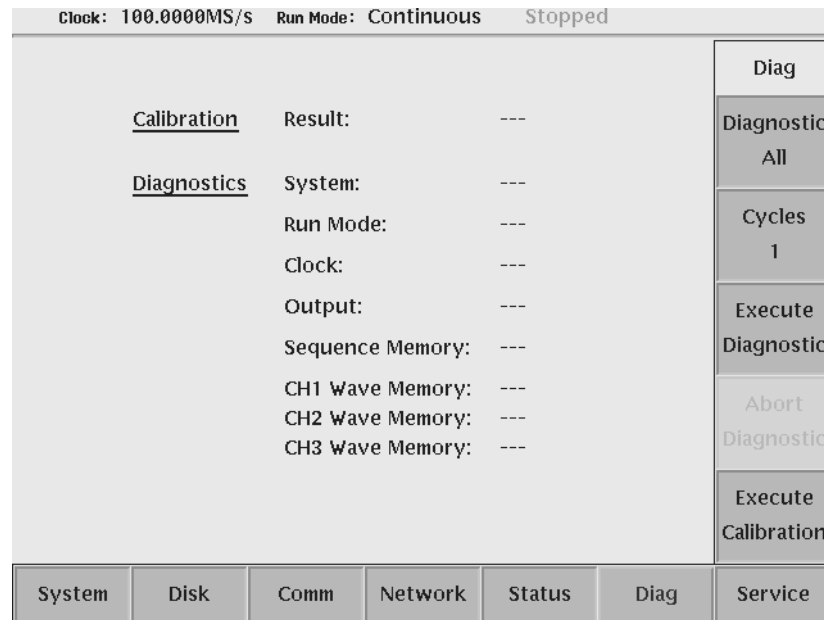 Clock: 100.0000MS/s Run Mode: Continuous Stopped
Diag
Calibration Result: ---
Diagnostic
All
Diagnostics System: ---
Run Mode: ---
Cycles
1
Clock: ---
Output: ---
Execute
Diagnostic
Sequence Memory: ---
CH1 Wave Memory: ---
CH2 Wave Memory: ---
CH3 Wave Memory: ---
Abort
Diagnostic
Execute
Calibration
System Disk Comm Network Status Diag Service